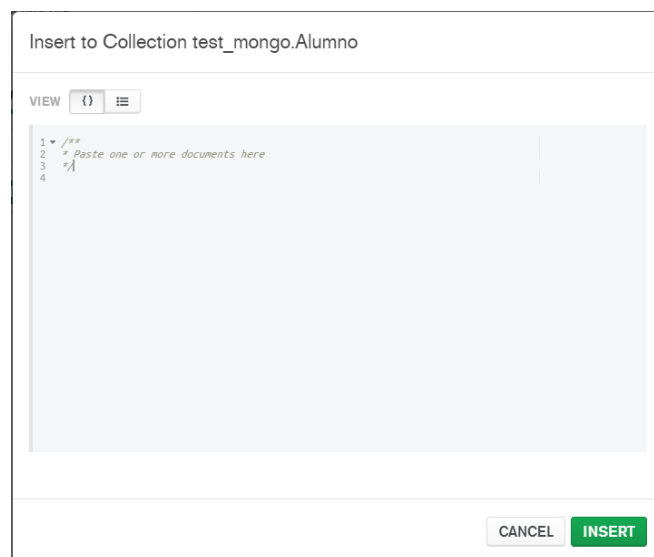 Insert to Collection test_mongo.Alumno
VIEW {}
1 /**
2 * Paste one or more documents here
3 */
4
CANCEL INSERT